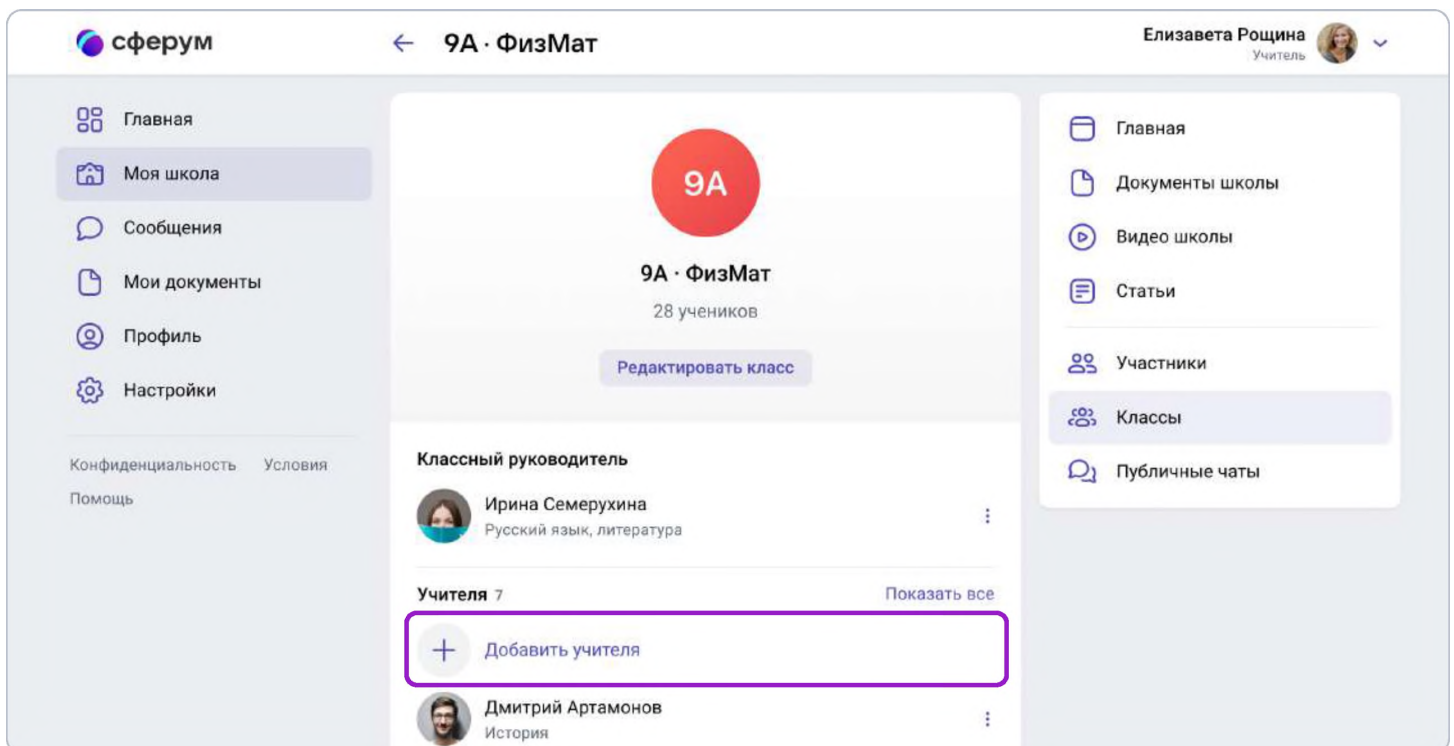 сферум
9А · ФизМат
Елизавета Рощина
Учитель
Главная
Моя школа
Сообщения
Мои документы
Профиль
Настройки
Конфиденциальность Условия
Помощь
9А
9А · ФизМат
28 учеников
Редактировать класс
Классный руководитель
Ирина Семерухина
Русский язык, литература
Учителя 7 Показать все
Добавить учителя
Дмитрий Артамонов
История
Главная
Документы школы
Видео школы
Статьи
Участники
Классы
Публичные чаты